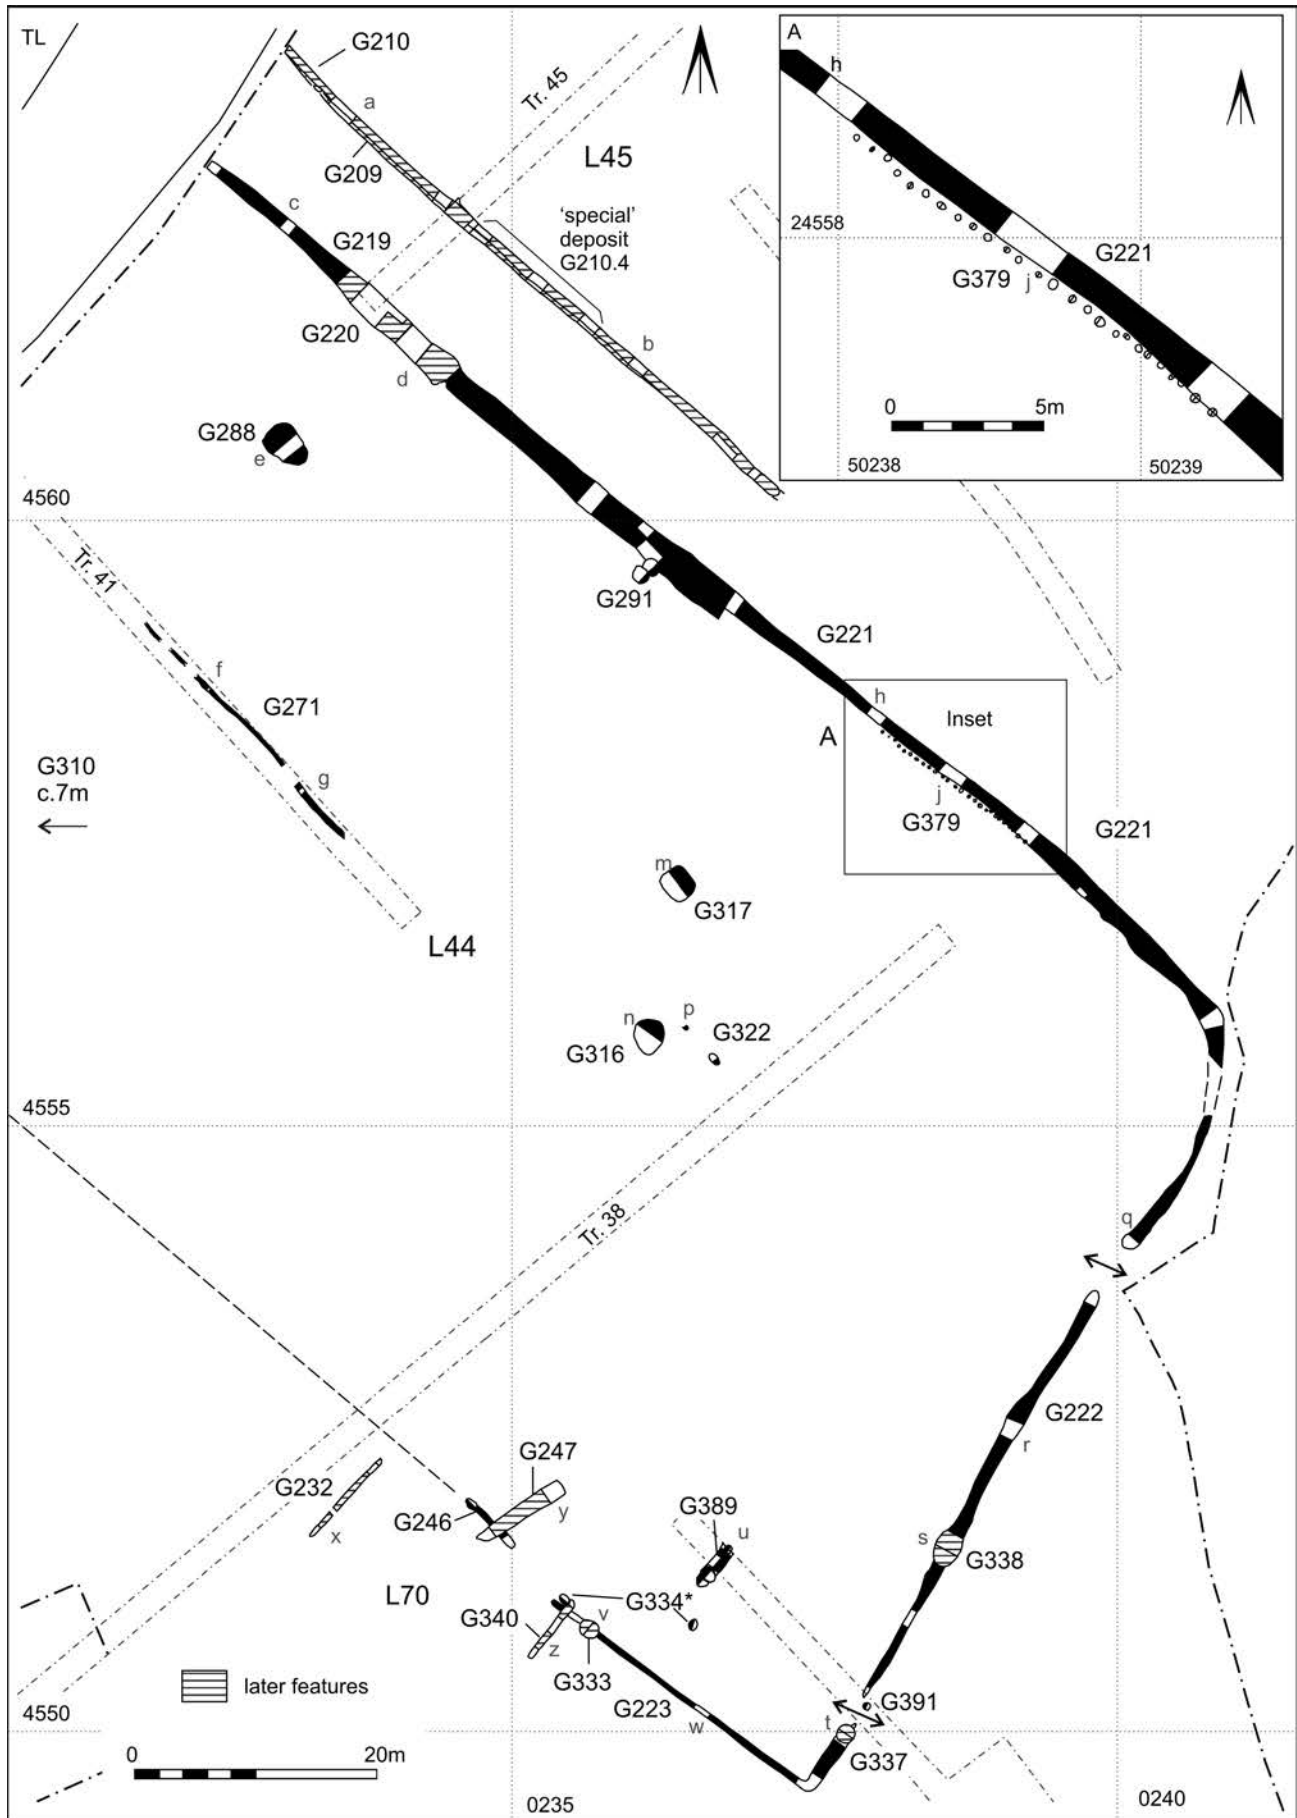 TL
G210
a
Tr. 45
G209
L45
'special'
deposit
G210.4
c
G219
G220
b
d
G288
e
4560
Tr. 41
G291
f
G271
G221
g
h
Inset
A
G310
c.7m
j
G379
G221
m
G317
L44
n
p
G322
G316
4555
q
Tr. 38
G222
r
G247
G232
G246
y
x
G389
u
s
G338
L70
G334*
G340
v
z
G333
G391
later features
G223
t
w
G337
4550
0
20m
0235
0240
A
h
24558
G221
G379
j
0
5m
50238
50239